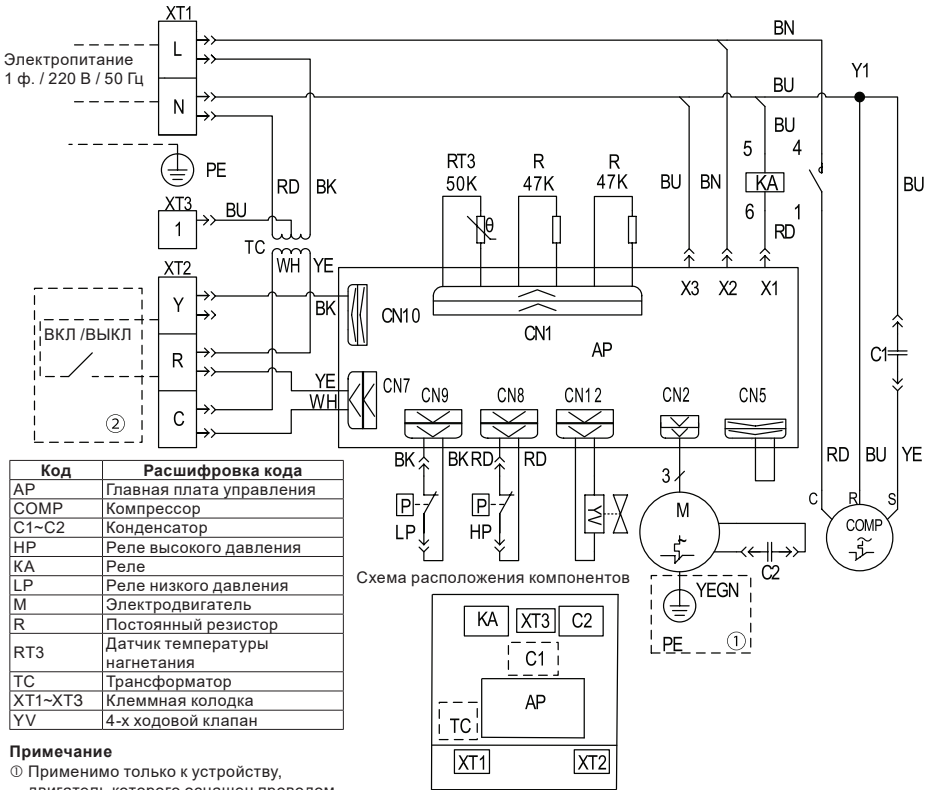 XT1
BN
L
Электропитание
1 ф. / 220 В / 50 Гц
Y1
BU
N
BU
5 4
PE
RT3 R R
50K 47K 47K
BU BN KA BU
RD BK
XT3
BU
1
θ
6 1
RD
TC
WH YE
XT2
X3 X2 X1
Y
BK
CN10
CN1
AP
ВКЛ /ВЫКЛ
R
C1
YE
CN7
WH
CN9 CN8 CN12 CN2 CN5
C
②
BK BK RD RD
RD BU YE
3
P P
LP HP
YV
M
C R S
COMP
C2
YEGN
PE ①
Код Расшифровка кода
AP Главная плата управления
COMP Компрессор
C1~C2 Конденсатор
HP Реле высокого давления
KA Реле
LP Реле низкого давления
M Электродвигатель
R Постоянный резистор
RT3 Датчик температуры
нагнетания
TC Трансформатор
XT1~XT3 Клеммная колодка
YV 4-х ходовой клапан
Схема расположения компонентов
KA XT3 C2
C1
AP
TC
XT1 XT2
Примечание
① Применимо только к устройству,